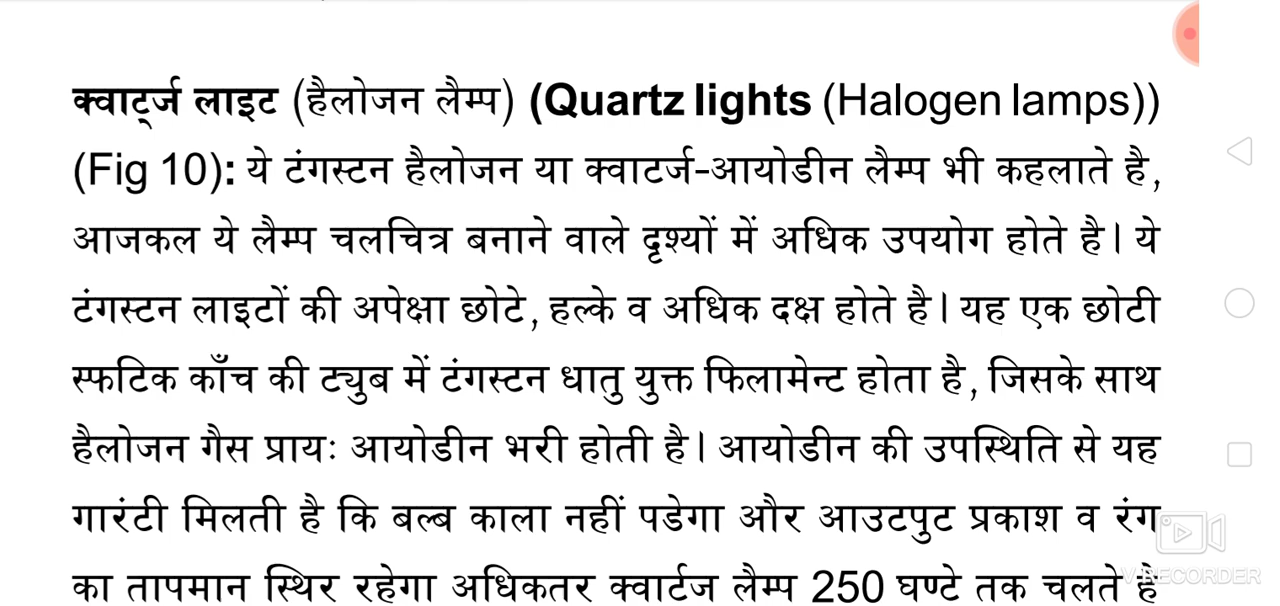 क्वाट्र्ज लाइट (हैलोजन लैम्प) (Quartz lights (Halogen lamps))
(Fig 10): ये टंगस्टन हैलोजन या क्वाटर्ज-आयोडीन लैम्प भी कहलाते है,
आजकल ये लैम्प चलचित्र बनाने वाले दृश्यों में अधिक उपयोग होते है। ये
टंगस्टन लाइटों की अपेक्षा छोटे, हल्के व अधिक दक्ष होते है। यह एक छोटी
स्फटिक काँच की ट्युब में टंगस्टन धातु युक्त फिलामेन्ट होता है, जिसके साथ
हैलोजन गैस प्रायः आयोडीन भरी होती है। आयोडीन की उपस्थिति से यह
गारंटी मिलती है कि बल्ब काला नहीं पडेगा और आउटपुट प्रकाश व रंग
का तापमान स्थिर रहेगा अधिकतर क्वार्टज लैम्प 250 घण्टे तक चलते है
V RECORDER